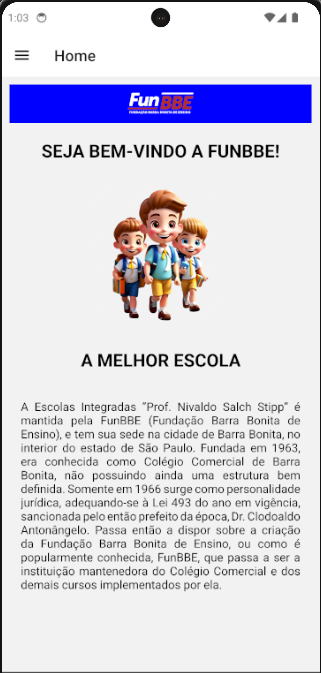 1:03
Home
FunBBE
FUNDAÇÃO BARRA BONITA DE ENSINO
SEJA BEM-VINDO A FUNBBE!
A MELHOR ESCOLA
A Escolas Integradas "Prof. Nivaldo Salch Stipp" é
mantida pela FunBBE (Fundação Barra Bonita de
Ensino), e tem sua sede na cidade de Barra Bonita, no
interior do estado de São Paulo. Fundada em 1963,
era conhecida como Colégio Comercial de Barra
Bonita, não possuindo ainda uma estrutura bem
definida. Somente em 1966 surge como personalidade
jurídica, adequando-se à Lei 493 do ano em vigência,
sancionada pelo então prefeito da época, Dr. Clodoaldo
Antonângelo. Passa então a dispor sobre a criação
da Fundação Barra Bonita de Ensino, ou como é
popularmente conhecida, FunBBE, que passa a ser a
instituição mantenedora do Colégio Comercial e dos
demais cursos implementados por ela.